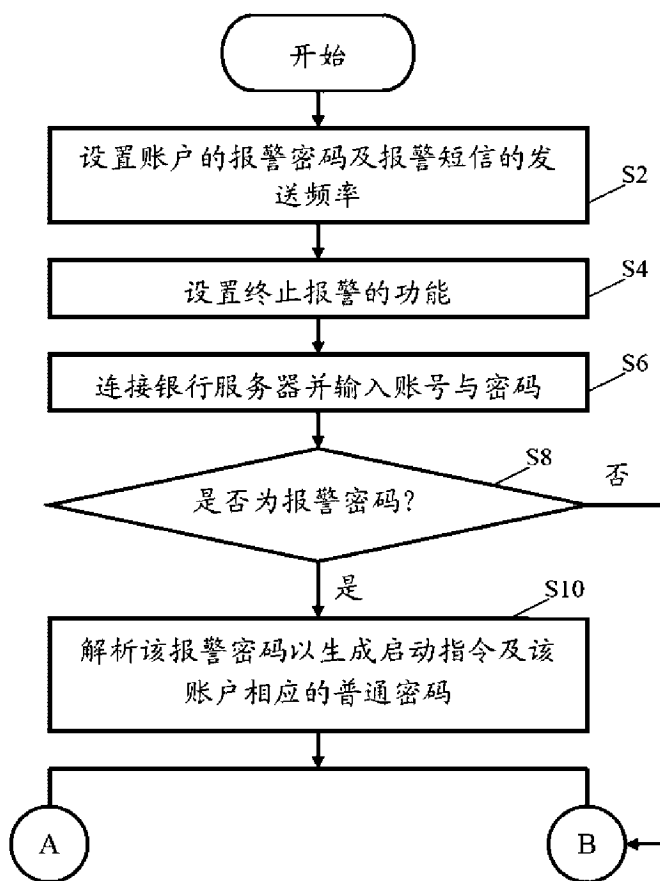 开始
设置账户的报警密码及报警短信的发
送频率
S2
设置终止报警的功能
S4
连接银行服务器并输入账号与密码
S6
是否为报警密码?
S8
否
是
S10
解析该报警密码以生成启动指令及该
账户相应的普通密码
A
B